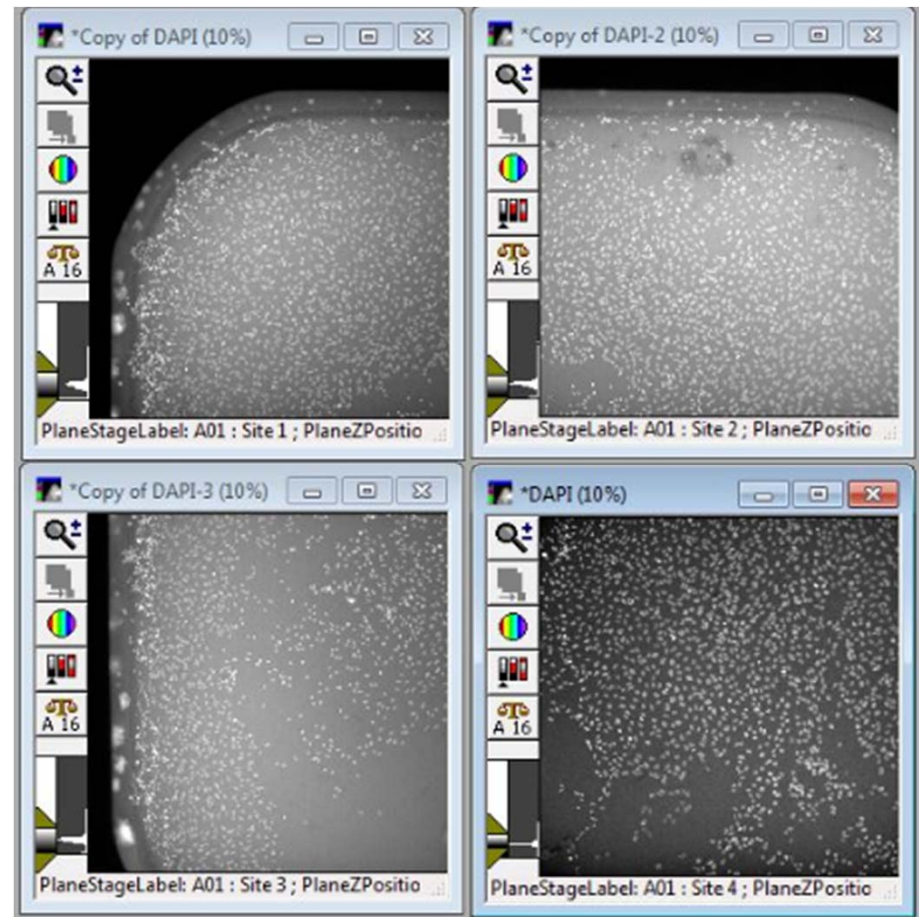 *Copy of DAPI (10%)
A 16
PlaneStageLabel: A01 : Site 1 ; PlaneZPositio
*Copy of DAPI-2 (10%)
A 16
PlaneStageLabel: A01 : Site 2 ; PlaneZPositio
*Copy of DAPI-3 (10%)
A 16
PlaneStageLabel: A01 : Site 3 ; PlaneZPositio
*DAPI (10%)
A 16
PlaneStageLabel: A01 : Site 4 ; PlaneZPositio